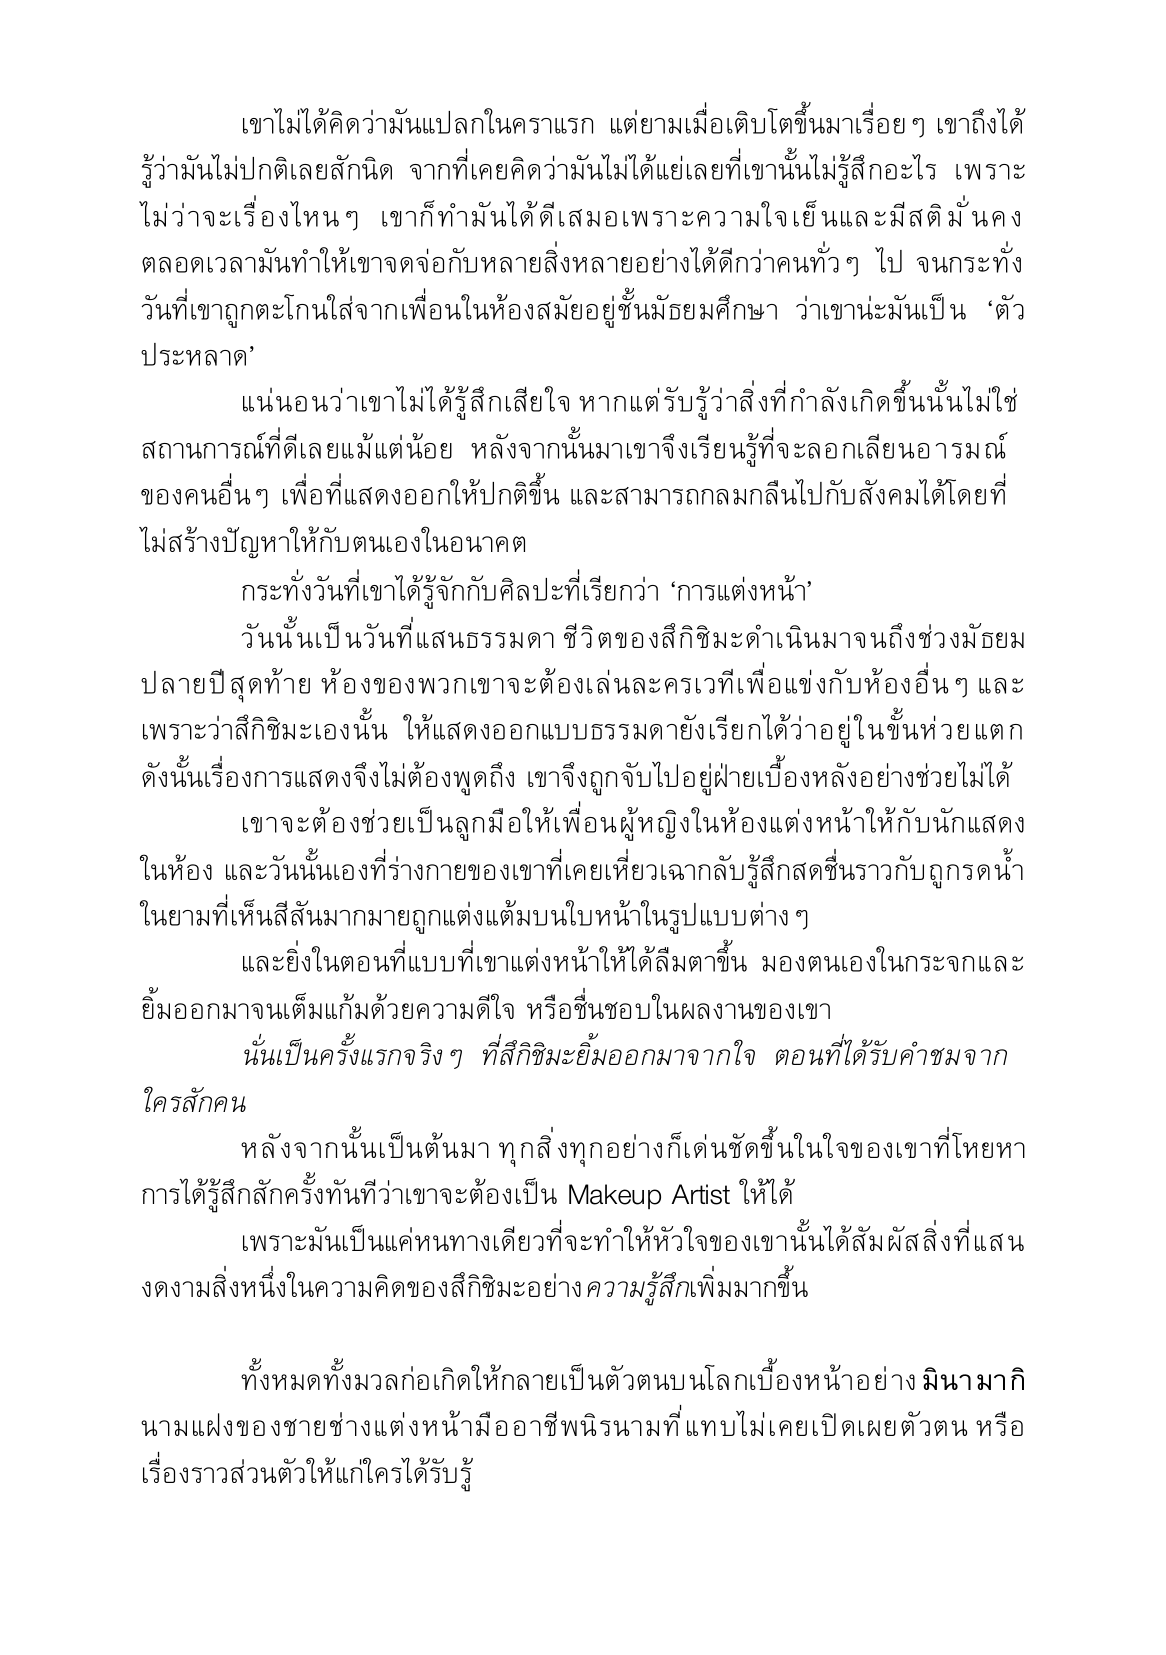 เขาไม่ได้คิดว่ามันแปลกในคราแรก แต่ยามเมื่อเติบโตขึ้นมาเรื่อยๆ เขาถึงได้
รู้ว่ามันไม่ปกติเลยสักนิด จากที่เคยคิดว่ามันไม่ได้แย่เลยที่เขานั้นไม่รู้สึกอะไร เพราะ
ไม่ว่าจะเรื่องไหนๆ เขาก็ทำมันได้ดีเสมอเพราะความใจเย็นและมีสติมั่นคง
ตลอดเวลามันทำให้เขาจดจ่อกับหลายสิ่งหลายอย่างได้ดีกว่าคนทั่วๆ ไป จนกระทั่ง
วันที่เขาถูกตะโกนใส่จากเพื่อนในห้องสมัยอยู่ชั้นมัธยมศึกษา ว่าเขาน่ะมันเป็น ‘ตัว
ประหลาด’
แน่นอนว่าเขาไม่ได้รู้สึกเสียใจ หากแต่รับรู้ว่าสิ่งที่กำลังเกิดขึ้นนั้นไม่ใช่
สถานการณ์ที่ดีเลยแม้แต่น้อย หลังจากนั้นมาเขาจึงเรียนรู้ที่จะลอกเลียนอารมณ์
ของคนอื่นๆ เพื่อที่แสดงออกให้ปกติขึ้น และสามารถกลมกลืนไปกับสังคมได้โดยที่
ไม่สร้างปัญหาให้กับตนเองในอนาคต
กระทั่งวันที่เขาได้รู้จักกับศิลปะที่เรียกว่า ‘การแต่งหน้า’
วันนั้นเป็นวันที่แสนธรรมดา ชีวิตของสึกิชิมะดำเนินมาจนถึงช่วงมัธยม
ปลายปีสุดท้าย ห้องของพวกเขาจะต้องเล่นละครเวทีเพื่อแข่งกับห้องอื่นๆ และ
เพราะว่าสึกิชิมะเองนั้น ให้แสดงออกแบบธรรมดายังเรียกได้ว่าอยู่ในขั้นห่วยแตก
ดังนั้นเรื่องการแสดงจึงไม่ต้องพูดถึง เขาจึงถูกจับไปอยู่ฝ่ายเบื้องหลังอย่างช่วยไม่ได้
เขาจะต้องช่วยเป็นลูกมือให้เพื่อนผู้หญิงในห้องแต่งหน้าให้กับนักแสดง
ในห้อง และวันนั้นเองที่ร่างกายของเขาที่เคยเหี่ยวเฉากลับรู้สึกสดชื่นราวกับถูกรดน้ำ
ในยามที่เห็นสีสันมากมายถูกแต่งแต้มบนใบหน้าในรูปแบบต่างๆ
และยิ่งในตอนที่แบบที่เขาแต่งหน้าให้ได้ลืมตาขึ้น มองตนเองในกระจกและ
ยิ้มออกมาจนเต็มแก้มด้วยความดีใจ หรือชื่นชอบในผลงานของเขา
นั่นเป็นครั้งแรกจริงๆ ที่สึกิชิมะยิ้มออกมาจากใจ ตอนที่ได้รับคำชมจาก
ใครสักคน
หลังจากนั้นเป็นต้นมา ทุกสิ่งทุกอย่างก็เด่นชัดขึ้นในใจของเขาที่โหยหา
การได้รู้สึกสักครั้งทันทีว่าเขาจะต้องเป็น Makeup Artist ให้ได้
เพราะมันเป็นแค่หนทางเดียวที่จะทำให้หัวใจของเขานั้นได้สัมผัสสิ่งที่แสน
งดงามสิ่งหนึ่งในความคิดของสึกิชิมะอย่างความรู้สึกเพิ่มมากขึ้น
ทั้งหมดทั้งมวลก่อเกิดให้กลายเป็นตัวตนบนโลกเบื้องหน้าอย่าง มินามากิ
นามแฝงของชายช่างแต่งหน้ามืออาชีพนิรนามที่แทบไม่เคยเปิดเผยตัวตน หรือ
เรื่องราวส่วนตัวให้แก่ใครได้รับรู้